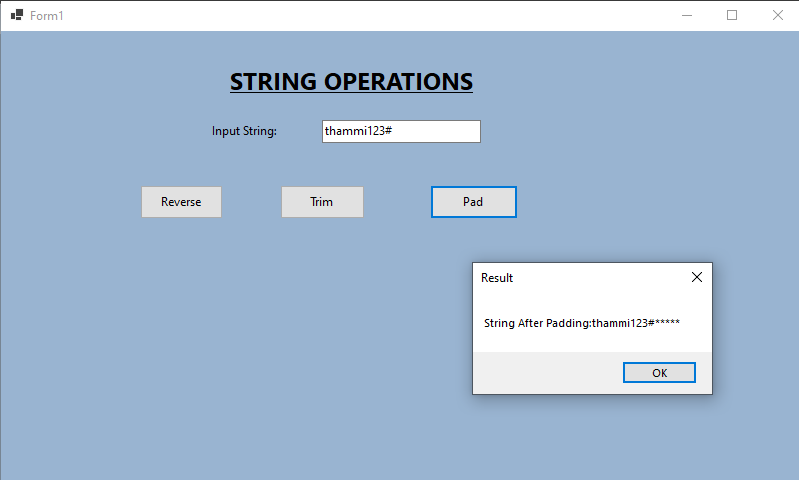 Form1
STRING OPERATIONS
Input String: thammi123#
Reverse Trim Pad
Result
String After Padding:thammi123#*****
OK